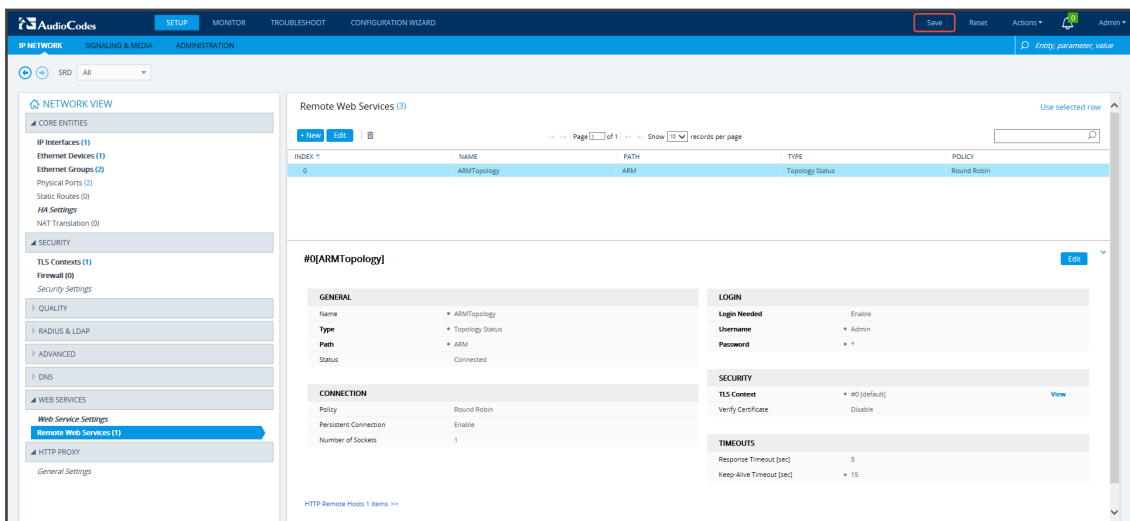 AudioCodes SETUP MONITOR TROUBLESHOOT CONFIGURATION WIZARD Save Reset Actions 0 Admin
IP NETWORK SIGNALING & MEDIA ADMINISTRATION Entity, parameter, value
SRD All
NETWORK VIEW
CORE ENTITIES
IP Interfaces (1)
Ethernet Devices (1)
Ethernet Groups (2)
Physical Ports (2)
Static Routes (0)
HA Settings
NAT Translation (0)
SECURITY
TLS Contexts (1)
Firewall (0)
Security Settings
QUALITY
RADIUS & LDAP
ADVANCED
DNS
WEB SERVICES
Web Service Settings
Remote Web Services (1)
HTTP PROXY
General Settings
Remote Web Services (3) Use selected row
+ New Edit Page 1 of 1 Show 10 records per page
INDEX NAME PATH TYPE POLICY
0 ARMTopology ARM Topology Status Round Robin
#0[ARMTopology] Edit
GENERAL
Name ARMTopology
Type Topology Status
Path ARM
Status Connected
CONNECTION
Policy Round Robin
Persistent Connection Enable
Number of Sockets 1
LOGIN
Login Needed Enable
Username Admin
Password *
SECURITY
TLS Context #0 [default] View
Verify Certificate Disable
TIMEOUTS
Response Timeout [sec] 5
Keep-Alive Timeout [sec] 15
HTTP Remote Hosts 1 items >>